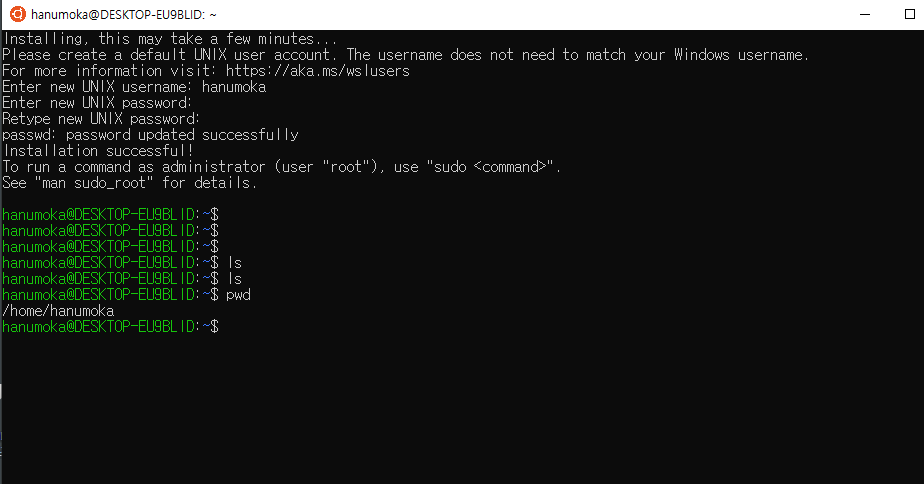 hanumoka@DESKTOP-EU9BLID: ~
Installing, this may take a few minutes...
Please create a default UNIX user account. The username does not need to match your Windows username.
For more information visit: https://aka.ms/wslusers
Enter new UNIX username: hanumoka
Enter new UNIX password:
Retype new UNIX password:
passwd: password updated successfully
Installation successful!
To run a command as administrator (user "root"), use "sudo <command>".
See "man sudo_root" for details.
hanumoka@DESKTOP-EU9BLID:~$
hanumoka@DESKTOP-EU9BLID:~$
hanumoka@DESKTOP-EU9BLID:~$
hanumoka@DESKTOP-EU9BLID:~$ ls
hanumoka@DESKTOP-EU9BLID:~$ ls
hanumoka@DESKTOP-EU9BLID:~$ pwd
/home/hanumoka
hanumoka@DESKTOP-EU9BLID:~$